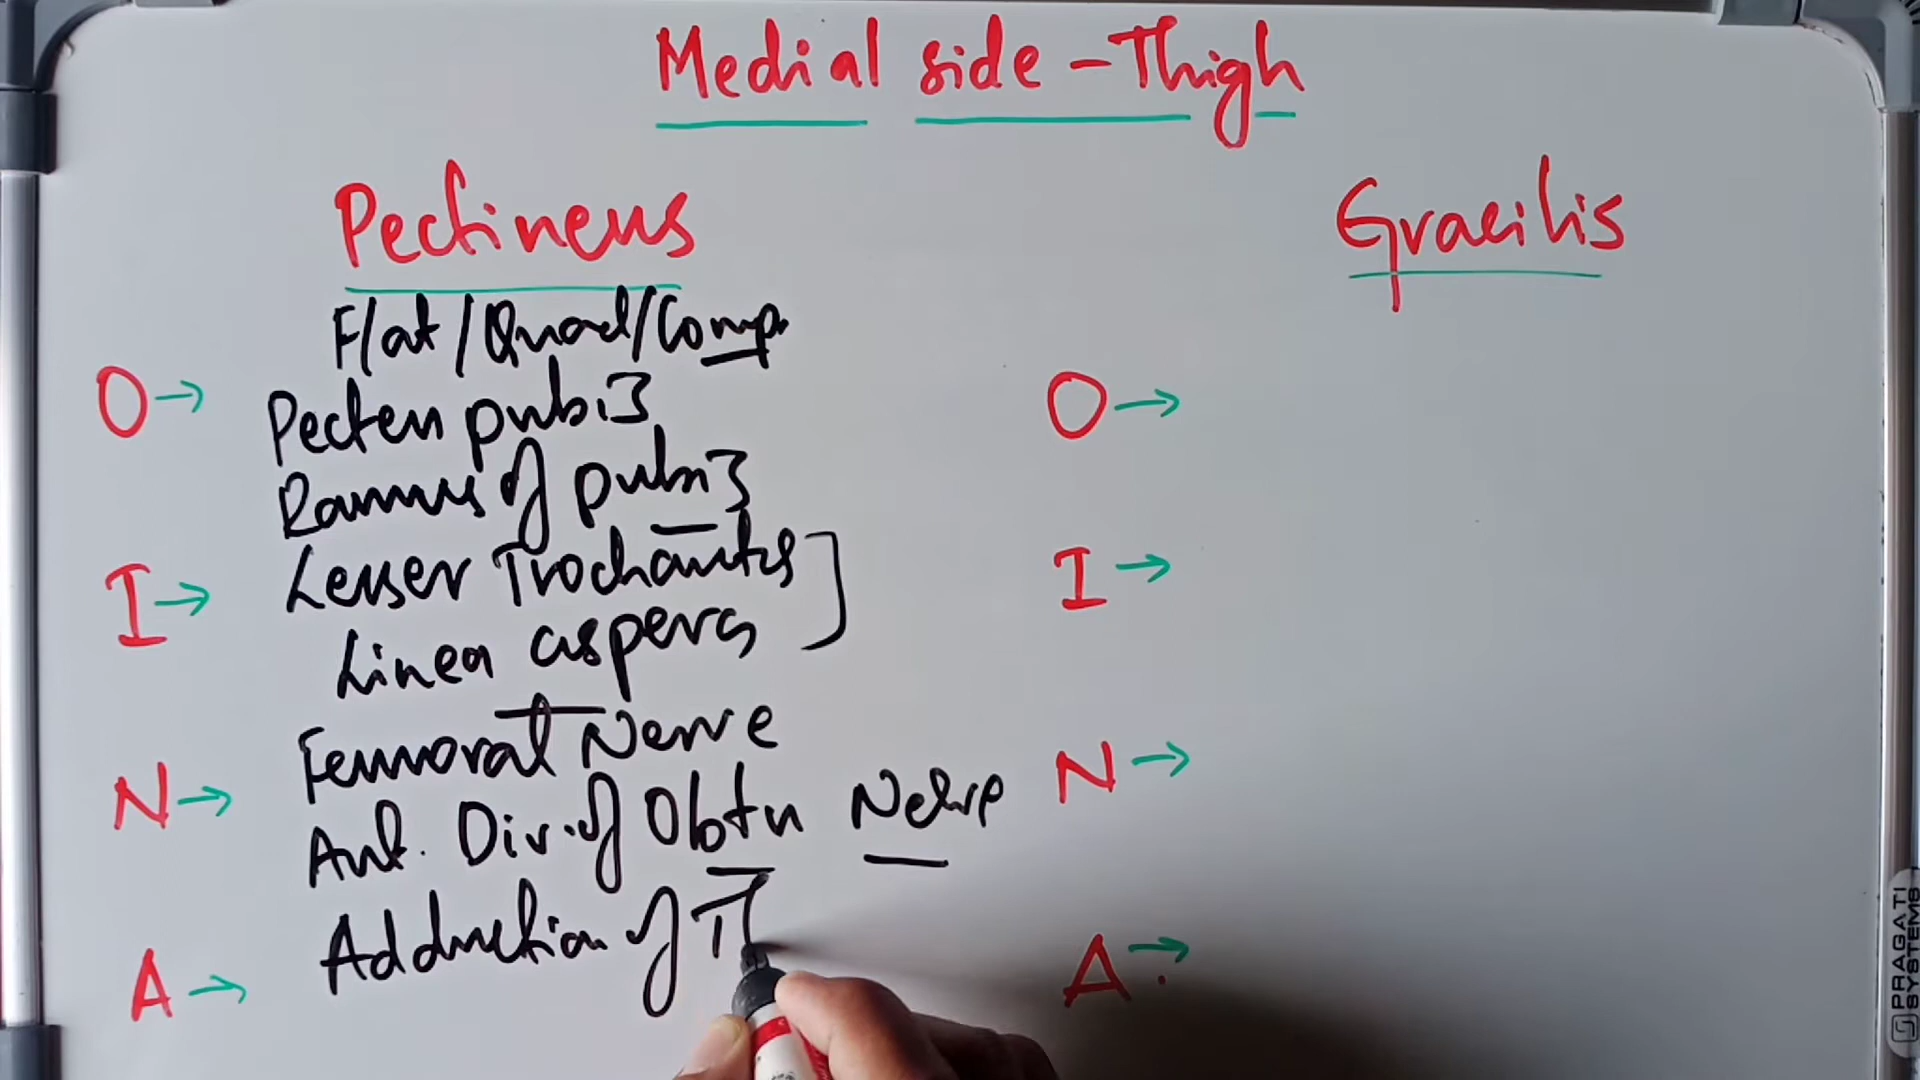 Medial side - Thigh
Pectineus
Flat/Quad/Comp.
O→
Pecten pubis
Ramus of pubis
I→
Lesser Trochanter
Linea aspera
N→
Femoral Nerve
Ant. Div. of Obtu Nerve
A→
Adduction of
Gracilis
O→
I→
N→
A→
PRAGATI
SYSTEMS